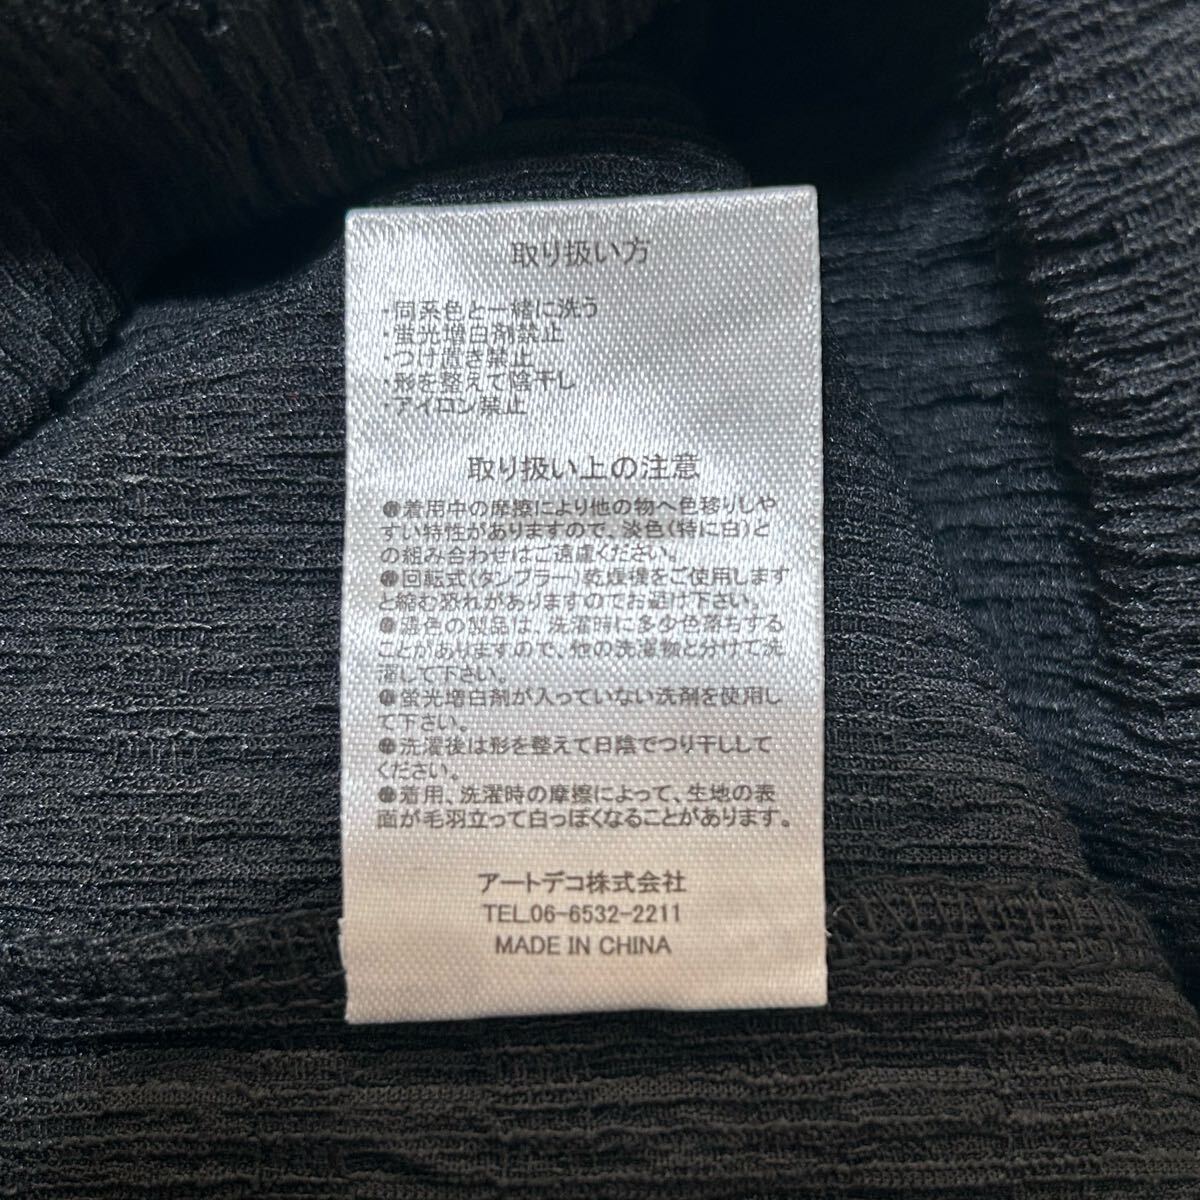 取り扱い方
・同系色と一緒に洗う
・蛍光増白剤禁止
・つけ置き禁止
・形を整えて陰干し
・アイロン禁止
取り扱い上の注意
●着用中の摩擦により他の物へ色移りしや
すい特性がありますので、淡色(特に白)と
の組み合わせはご遠慮ください。
●回転式(タンブラー)乾燥機をご使用します
と縮む恐れがありますのでお避け下さい。
●濃色の製品は、洗濯時に多少色落ちする
ことがありますので、他の洗濯物と分けて洗
濯して下さい。
●蛍光増白剤が入っていない洗剤を使用し
て下さい。
●洗濯後は形を整えて日陰でつり干しして
ください。
●着用、洗濯時の摩擦によって、生地の表
面が毛羽立って白っぽくなることがあります。
アートデコ株式会社
TEL.06-6532-2211
MADE IN CHINA